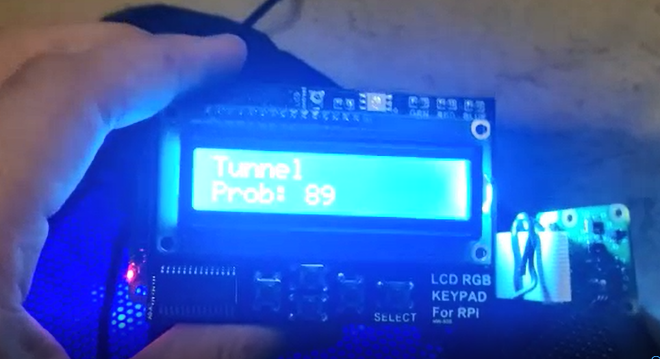 Tunnel
Prob: 89
LCD RGB
KEYPAD
For RPi
SELECT